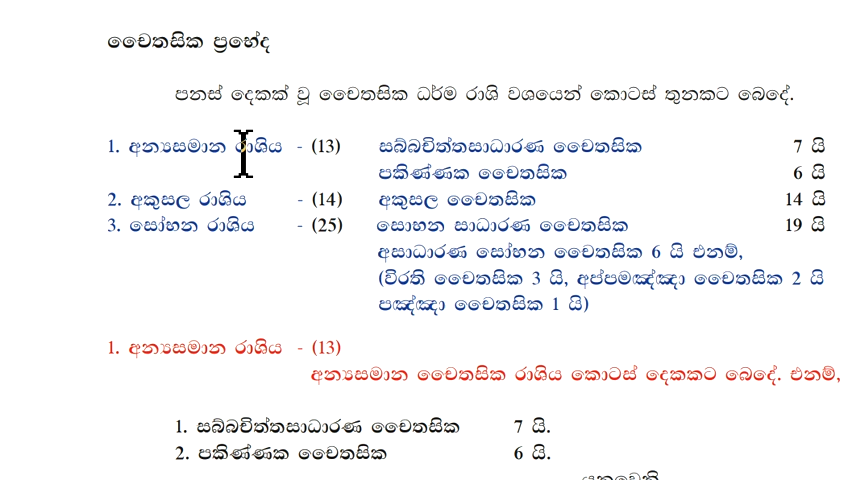 චෛතසික ප්‍රභේද
පනස් දෙකක් වූ චෛතසික ධර්ම රාශි වශයෙන් කොටස් තුනකට බෙදේ.
1. අන්‍යසමාන රාශිය - (13) සබ්බචිත්තසාධාරණ චෛතසික 7 යි
පකිණ්ණක චෛතසික 6 යි
2. අකුසල රාශිය - (14) අකුසල චෛතසික 14 යි
3. සෝභන රාශිය - (25) සොභන සාධාරණ චෛතසික 19 යි
අසාධාරණ සෝභන චෛතසික 6 යි එනම්,
(විරති චෛතසික 3 යි, අප්පමඤ්ඤා චෛතසික 2 යි
පඤ්ඤා චෛතසික 1 යි)
1. අන්‍යසමාන රාශිය - (13)
අන්‍යසමාන චෛතසික රාශිය කොටස් දෙකකට බෙදේ. එනම්,
1. සබ්බචිත්තසාධාරණ චෛතසික 7 යි.
2. පකිණ්ණක චෛතසික 6 යි.